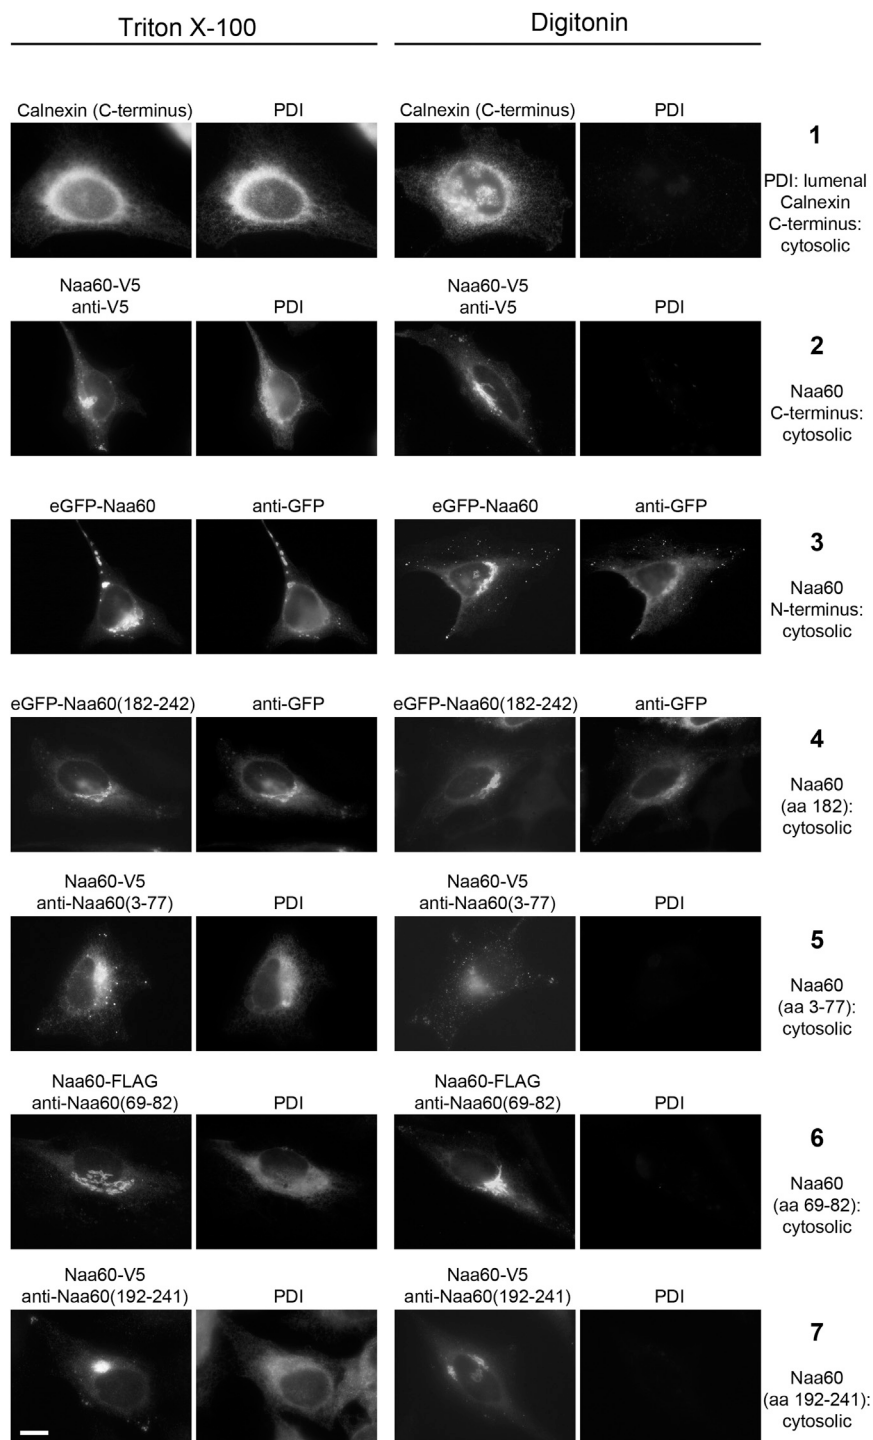 Triton X-100
Digitonin
Calnexin (C-terminus)
PDI
Calnexin (C-terminus)
PDI
1
PDI: lumenal
Calnexin
C-terminus:
cytosolic
Naa60-V5
anti-V5
PDI
Naa60-V5
anti-V5
PDI
2
Naa60
C-terminus:
cytosolic
eGFP-Naa60
anti-GFP
eGFP-Naa60
anti-GFP
3
Naa60
N-terminus:
cytosolic
eGFP-Naa60(182-242)
anti-GFP
eGFP-Naa60(182-242)
anti-GFP
4
Naa60
(aa 182):
cytosolic
Naa60-V5
anti-Naa60(3-77)
PDI
Naa60-V5
anti-Naa60(3-77)
PDI
5
Naa60
(aa 3-77):
cytosolic
Naa60-FLAG
anti-Naa60(69-82)
PDI
Naa60-FLAG
anti-Naa60(69-82)
PDI
6
Naa60
(aa 69-82):
cytosolic
Naa60-V5
anti-Naa60(192-241)
PDI
Naa60-V5
anti-Naa60(192-241)
PDI
7
Naa60
(aa 192-241):
cytosolic